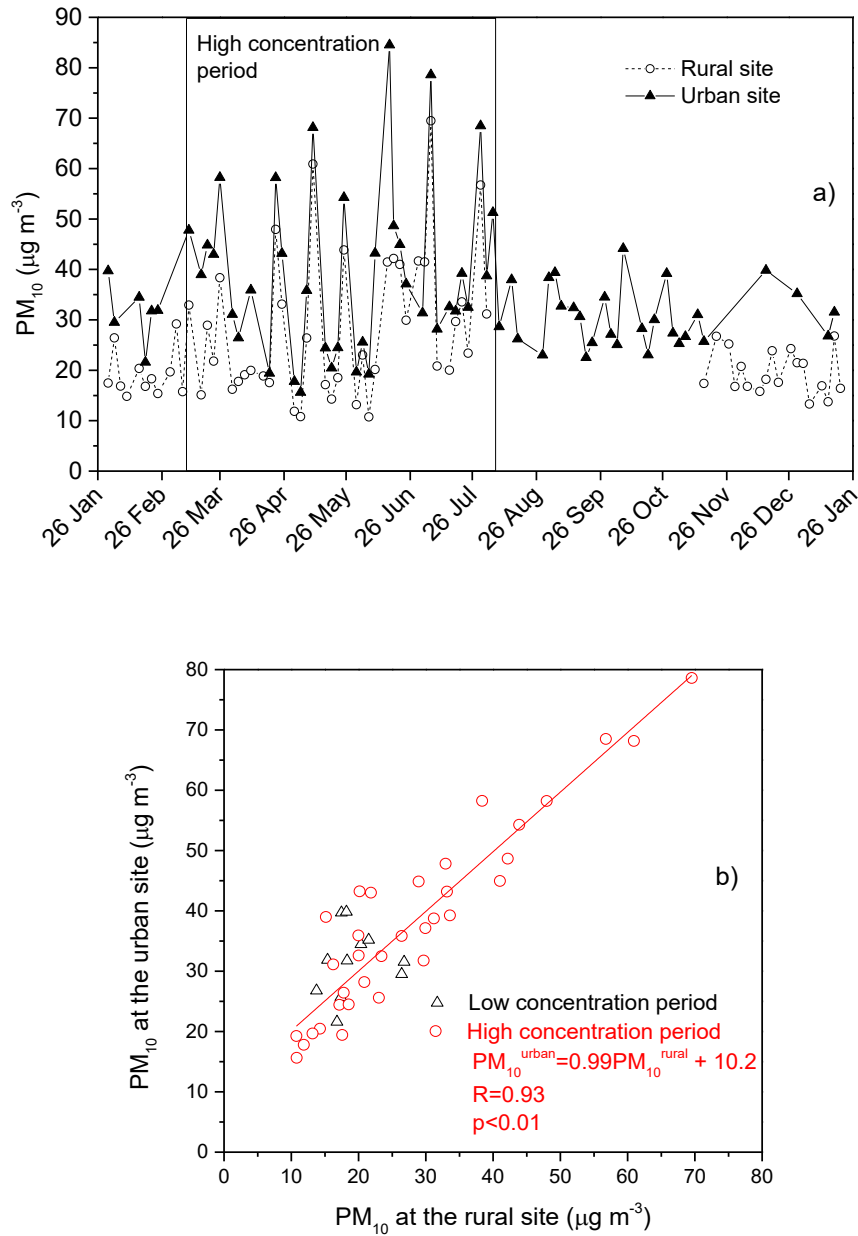 90
80
70
60
50
40
30
20
10
0
PM₁₀ (µg m⁻³)
High concentration
period
Rural site
Urban site
a)
26 Jan
26 Feb
26 Mar
26 Apr
26 May
26 Jun
26 Jul
26 Aug
26 Sep
26 Oct
26 Nov
26 Dec
26 Jan
80
70
60
50
40
30
20
10
0
PM₁₀ at the urban site (µg m⁻³)
b)
Low concentration period
High concentration period
PM₁₀^urban=0.99PM₁₀^rural + 10.2
R=0.93
p<0.01
0 10 20 30 40 50 60 70 80
PM₁₀ at the rural site (µg m⁻³)